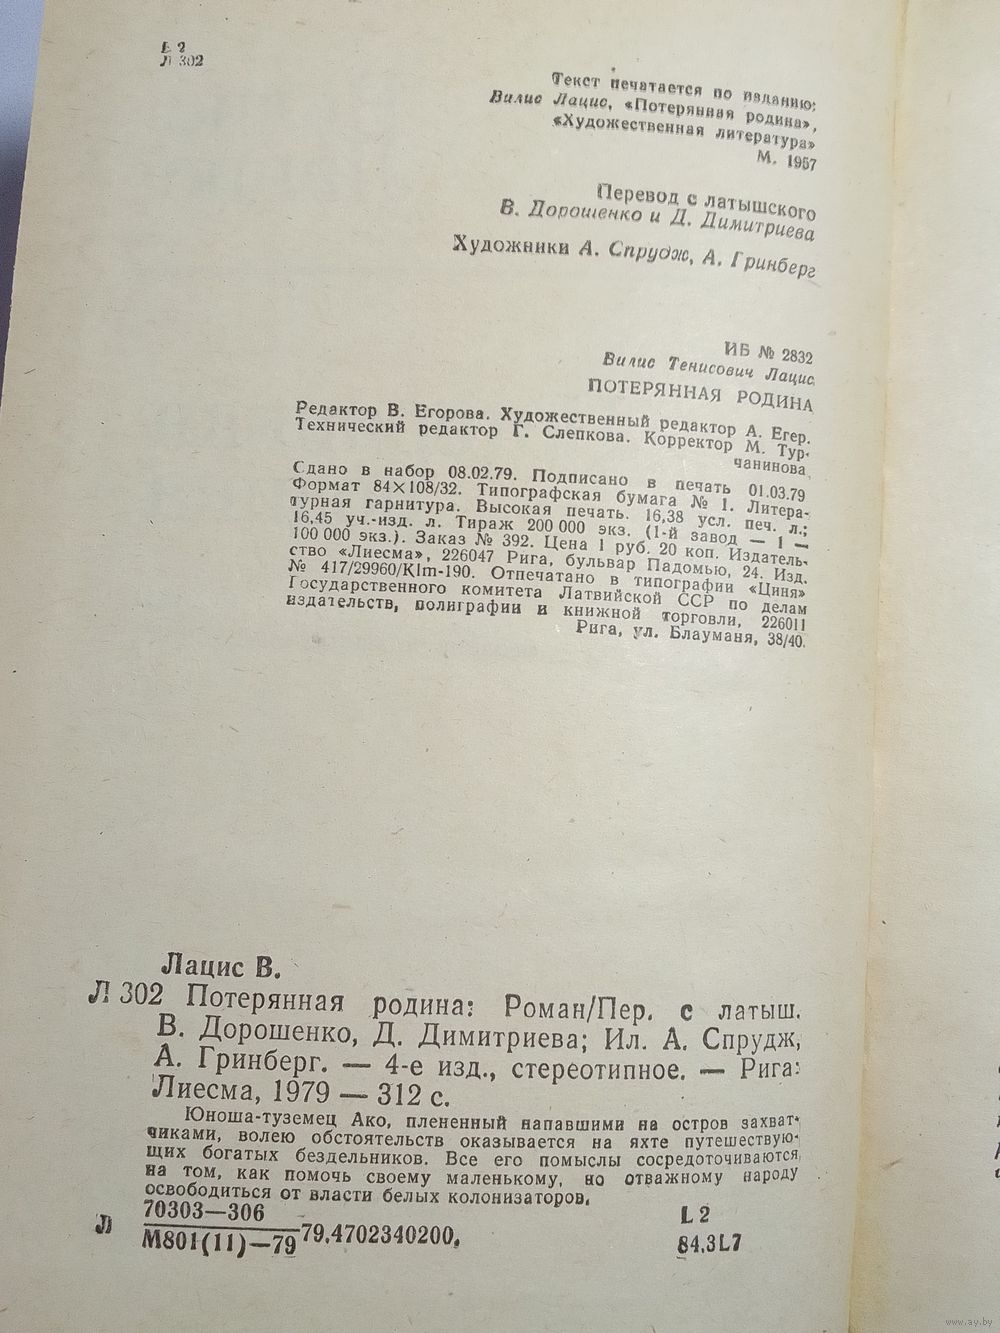 L 2
Л 302
Текст печатается по изданию:
Вилис Лацис, «Потерянная родина»,
«Художественная литература»
М. 1957
Перевод с латышского
В. Дорошенко и Д. Димитриева
Художники А. Спрудж, А. Гринберг
ИБ № 2832
Вилис Тенисович Лацис
ПОТЕРЯННАЯ РОДИНА
Редактор В. Егорова. Художественный редактор А. Егер.
Технический редактор Г. Слепкова. Корректор М. Тур-
чанинова
Сдано в набор 08.02.79. Подписано в печать 01.03.79
Формат 84×108/32. Типографская бумага № 1. Литера-
турная гарнитура. Высокая печать. 16,38 усл. печ. л.;
16,45 уч.-изд. л. Тираж 200 000 экз. (1-й завод — 1 —
100 000 экз.). Заказ № 392. Цена 1 руб. 20 коп. Издатель-
ство «Лиесма», 226047 Рига, бульвар Падомью, 24. Изд.
№ 417/29960/Klm-190. Отпечатано в типографии «Циня»
Государственного комитета Латвийской ССР по делам
издательств, полиграфии и книжной торговли, 226011
Рига, ул. Блауманя, 38/40.
Лацис В.
Л 302 Потерянная родина: Роман/Пер. с латыш.
В. Дорошенко, Д. Димитриева; Ил. А. Спрудж,
А. Гринберг. — 4-е изд., стереотипное. — Рига:
Лиесма, 1979 — 312 с.
Юноша-туземец Ако, плененный напавшими на остров захват-
чиками, волею обстоятельств оказывается на яхте путешествую-
щих богатых бездельников. Все его помыслы сосредоточиваются
на том, как помочь своему маленькому, но отважному народу
освободиться от власти белых колонизаторов.
70303—306 L 2
Л М801(11)—79 79.4702340200. 84.3L7
www.ay.by